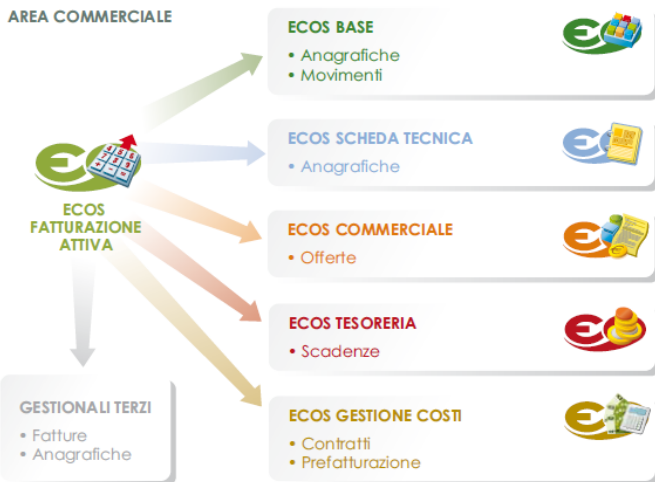 AREA COMMERCIALE
ECOS BASE
• Anagrafiche
• Movimenti
ECOS SCHEDA TECNICA
• Anagrafiche
ECOS
FATTURAZIONE
ATTIVA
ECOS COMMERCIALE
• Offerte
ECOS TESORERIA
• Scadenze
GESTIONALI TERZI
• Fatture
• Anagrafiche
ECOS GESTIONE COSTI
• Contratti
• Prefatturazione